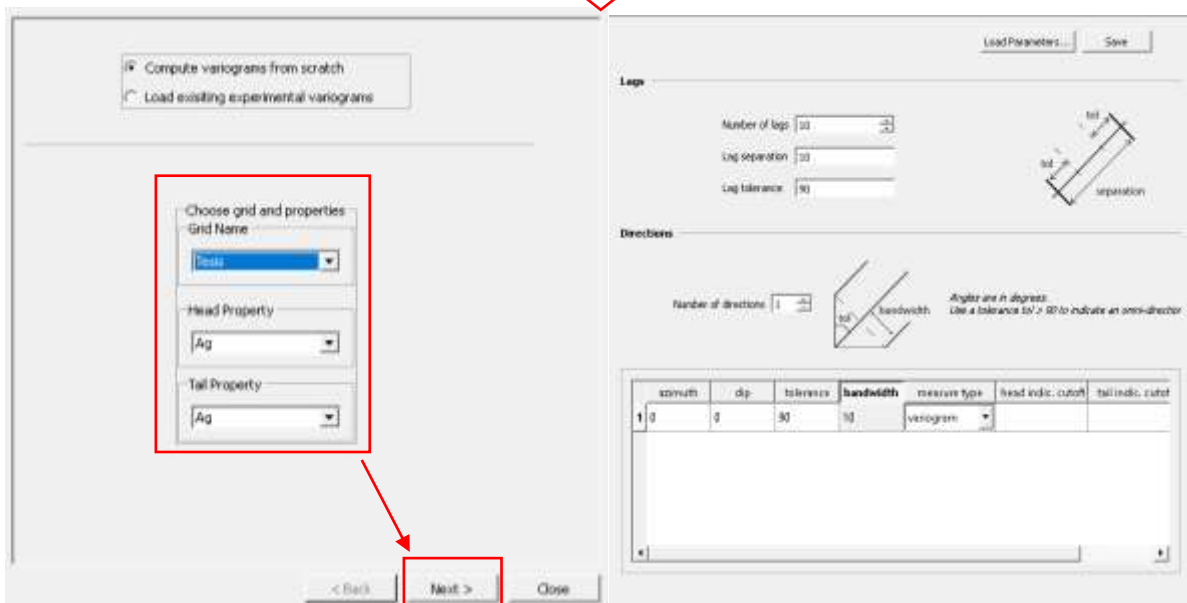 Compute variograms from scratch
Load exisiting experimental variograms
Choose grid and properties
Grid Name
Tesis
Head Property
Ag
Tail Property
Ag
< Back
Next >
Close
Load Parameters...
Save
Lags
Number of lags 10
Lag separation 10
Lag tolerance 90
tol
tol
separation
Directions
Number of directions 1
tol
bandwidth
Angles are in degrees.
Use a tolerance tol > 90 to indicate an omni-direction
azimuth dip tolerance bandwidth measure type head indic. cutoff tail indic. cutof
1 0 0 90 10 variogram